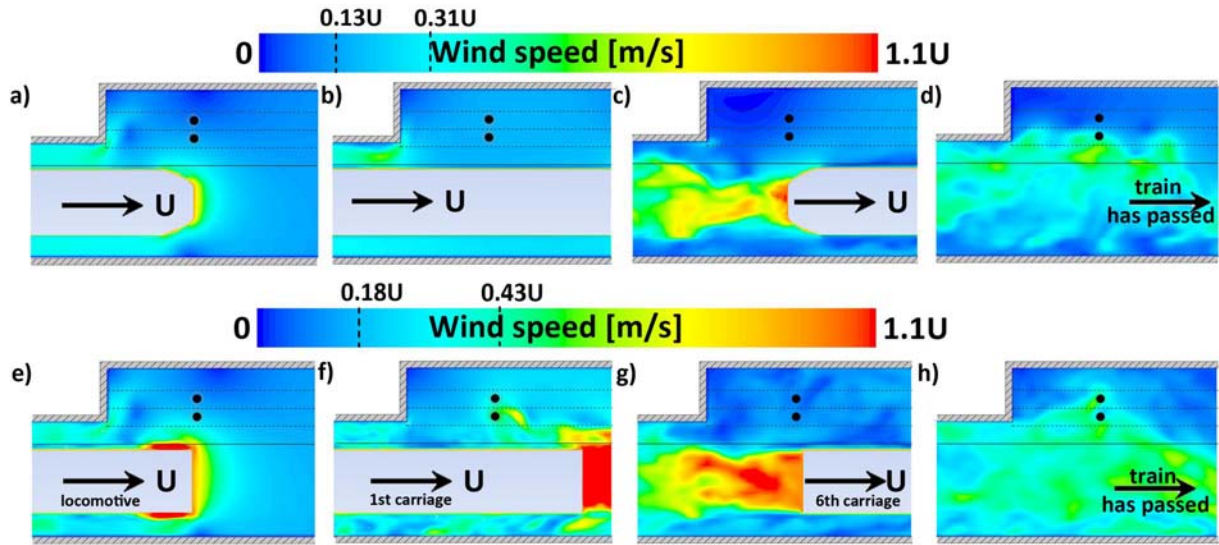 0.13U 0.31U
0 Wind speed [m/s] 1.1U
a) b) c) d)
U U U train
has passed
0.18U 0.43U
0 Wind speed [m/s] 1.1U
e) f) g) h)
U U U train
locomotive 1st carriage 6th carriage has passed